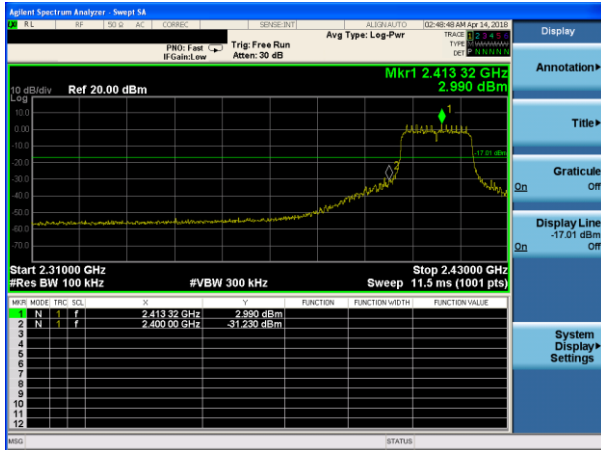 Agilent Spectrum Analyzer - Swept SA
RL RF 50 Ω AC CORREC SENSE:INT ALIGNAUTO 02:48:48 AM Apr 14, 2018
Avg Type: Log-Pwr
TRACE 1 2 3 4 5 6
TYPE M
DET P N N N N N
PNO: Fast Trig: Free Run
IFGain:Low Atten: 30 dB
Mkr1 2.413 32 GHz
2.990 dBm
10 dB/div Ref 20.00 dBm
Log
10.0
0.00
-10.0
-20.0
-30.0
-40.0
-50.0
-60.0
-70.0
1
2
-17.01 dBm
Start 2.31000 GHz Stop 2.43000 GHz
#Res BW 100 kHz #VBW 300 kHz Sweep 11.5 ms (1001 pts)
MKR MODE TRC SCL X Y FUNCTION FUNCTION WIDTH FUNCTION VALUE
1 N 1 f 2.413 32 GHz 2.990 dBm
2 N 1 f 2.400 00 GHz -31.230 dBm
3
4
5
6
7
8
9
10
11
12
MSG STATUS
Display
Annotation
Title
Graticule
On Off
Display Line
-17.01 dBm
On Off
System
Display
Settings